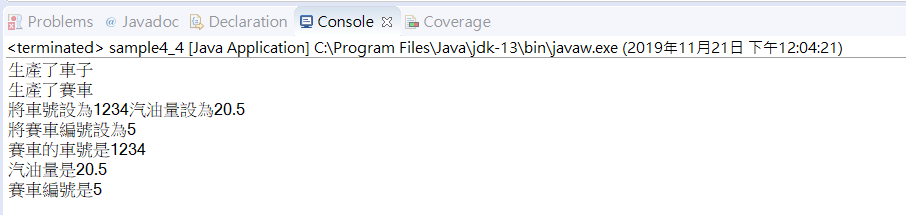 Problems @ Javadoc Declaration Console Coverage
<terminated> sample4_4 [Java Application] C:\Program Files\Java\jdk-13\bin\javaw.exe (2019年11月21日 下午12:04:21)
生產了車子
生產了賽車
將車號設為1234汽油量設為20.5
將賽車編號設為5
賽車的車號是1234
汽油量是20.5
賽車編號是5